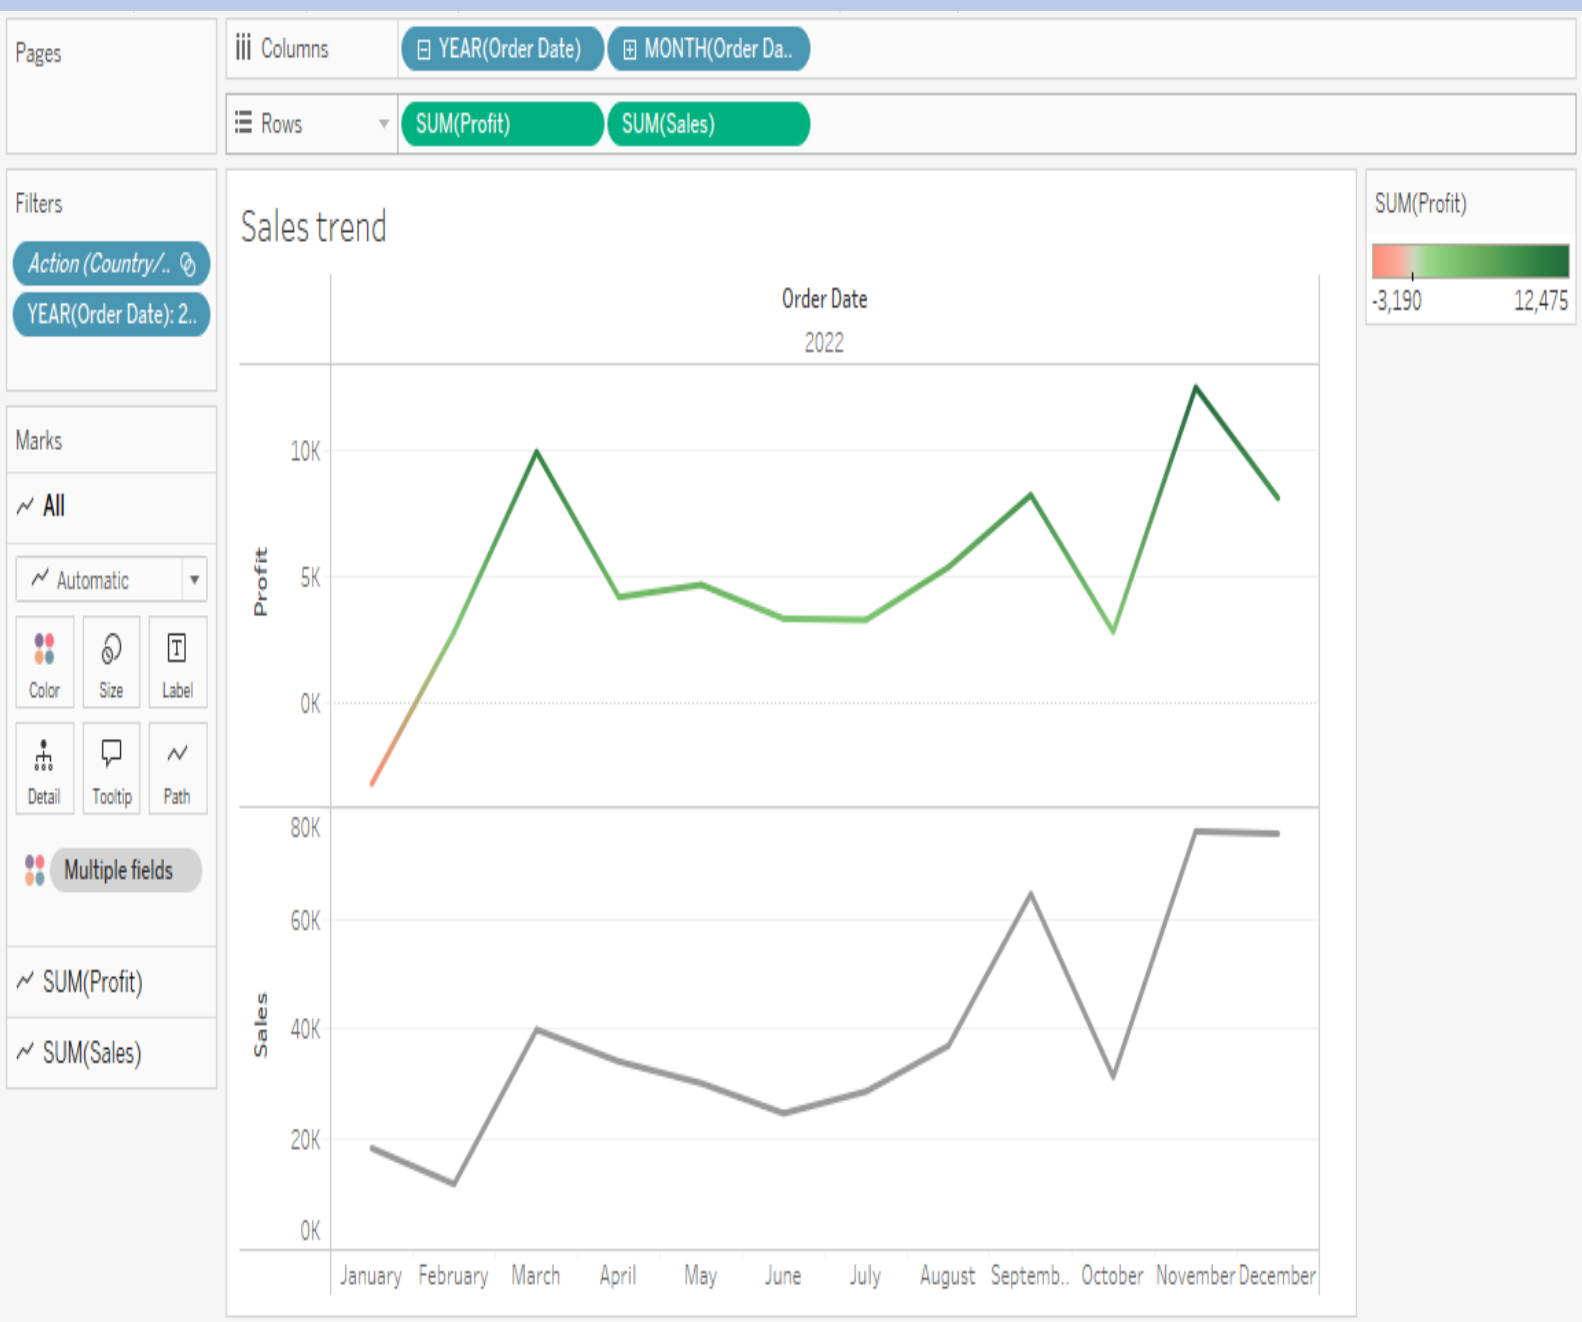 Pages
Columns
YEAR(Order Date)
MONTH(Order Da..
Rows
SUM(Profit)
SUM(Sales)
Filters
Action (Country/..
YEAR(Order Date): 2..
Marks
All
Automatic
Color
Size
Label
Detail
Tooltip
Path
Multiple fields
SUM(Profit)
SUM(Sales)
Sales trend
Order Date
2022
Profit
10K
5K
0K
Sales
80K
60K
40K
20K
0K
January February March April May June July August Septemb.. October November December
SUM(Profit)
-3,190 12,475